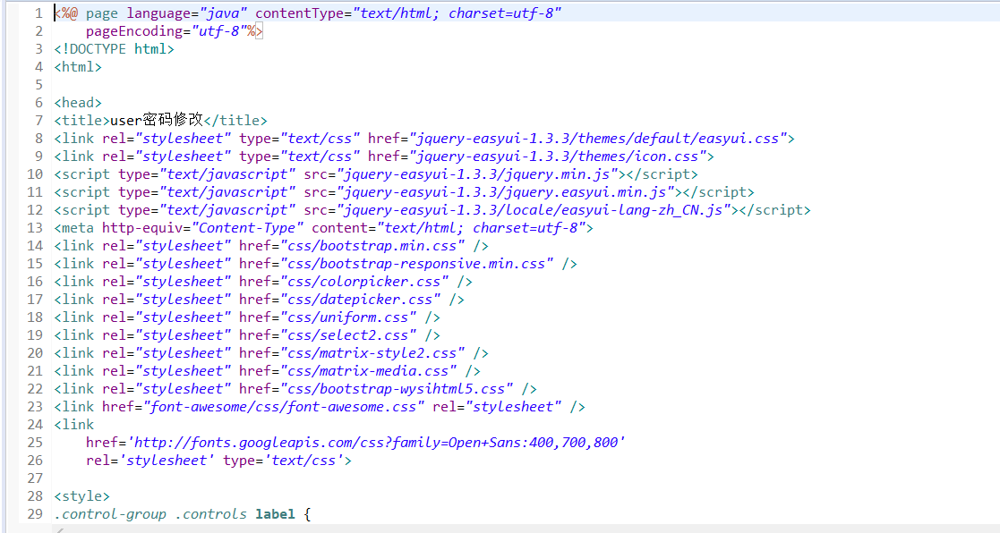 1 <%@ page language="java" contentType="text/html; charset=utf-8"
2 pageEncoding="utf-8"%>
3 <!DOCTYPE html>
4 <html>
5
6 <head>
7 <title>user密码修改</title>
8 <link rel="stylesheet" type="text/css" href="jquery-easyui-1.3.3/themes/default/easyui.css">
9 <link rel="stylesheet" type="text/css" href="jquery-easyui-1.3.3/themes/icon.css">
10 <script type="text/javascript" src="jquery-easyui-1.3.3/jquery.min.js"></script>
11 <script type="text/javascript" src="jquery-easyui-1.3.3/jquery.easyui.min.js"></script>
12 <script type="text/javascript" src="jquery-easyui-1.3.3/locale/easyui-lang-zh_CN.js"></script>
13 <meta http-equiv="Content-Type" content="text/html; charset=utf-8">
14 <link rel="stylesheet" href="css/bootstrap.min.css" />
15 <link rel="stylesheet" href="css/bootstrap-responsive.min.css" />
16 <link rel="stylesheet" href="css/colorpicker.css" />
17 <link rel="stylesheet" href="css/datepicker.css" />
18 <link rel="stylesheet" href="css/uniform.css" />
19 <link rel="stylesheet" href="css/select2.css" />
20 <link rel="stylesheet" href="css/matrix-style2.css" />
21 <link rel="stylesheet" href="css/matrix-media.css" />
22 <link rel="stylesheet" href="css/bootstrap-wysihtml5.css" />
23 <link href="font-awesome/css/font-awesome.css" rel="stylesheet" />
24 <link
25 href='http://fonts.googleapis.com/css?family=Open+Sans:400,700,800'
26 rel='stylesheet' type='text/css'>
27
28 <style>
29 .control-group .controls label {